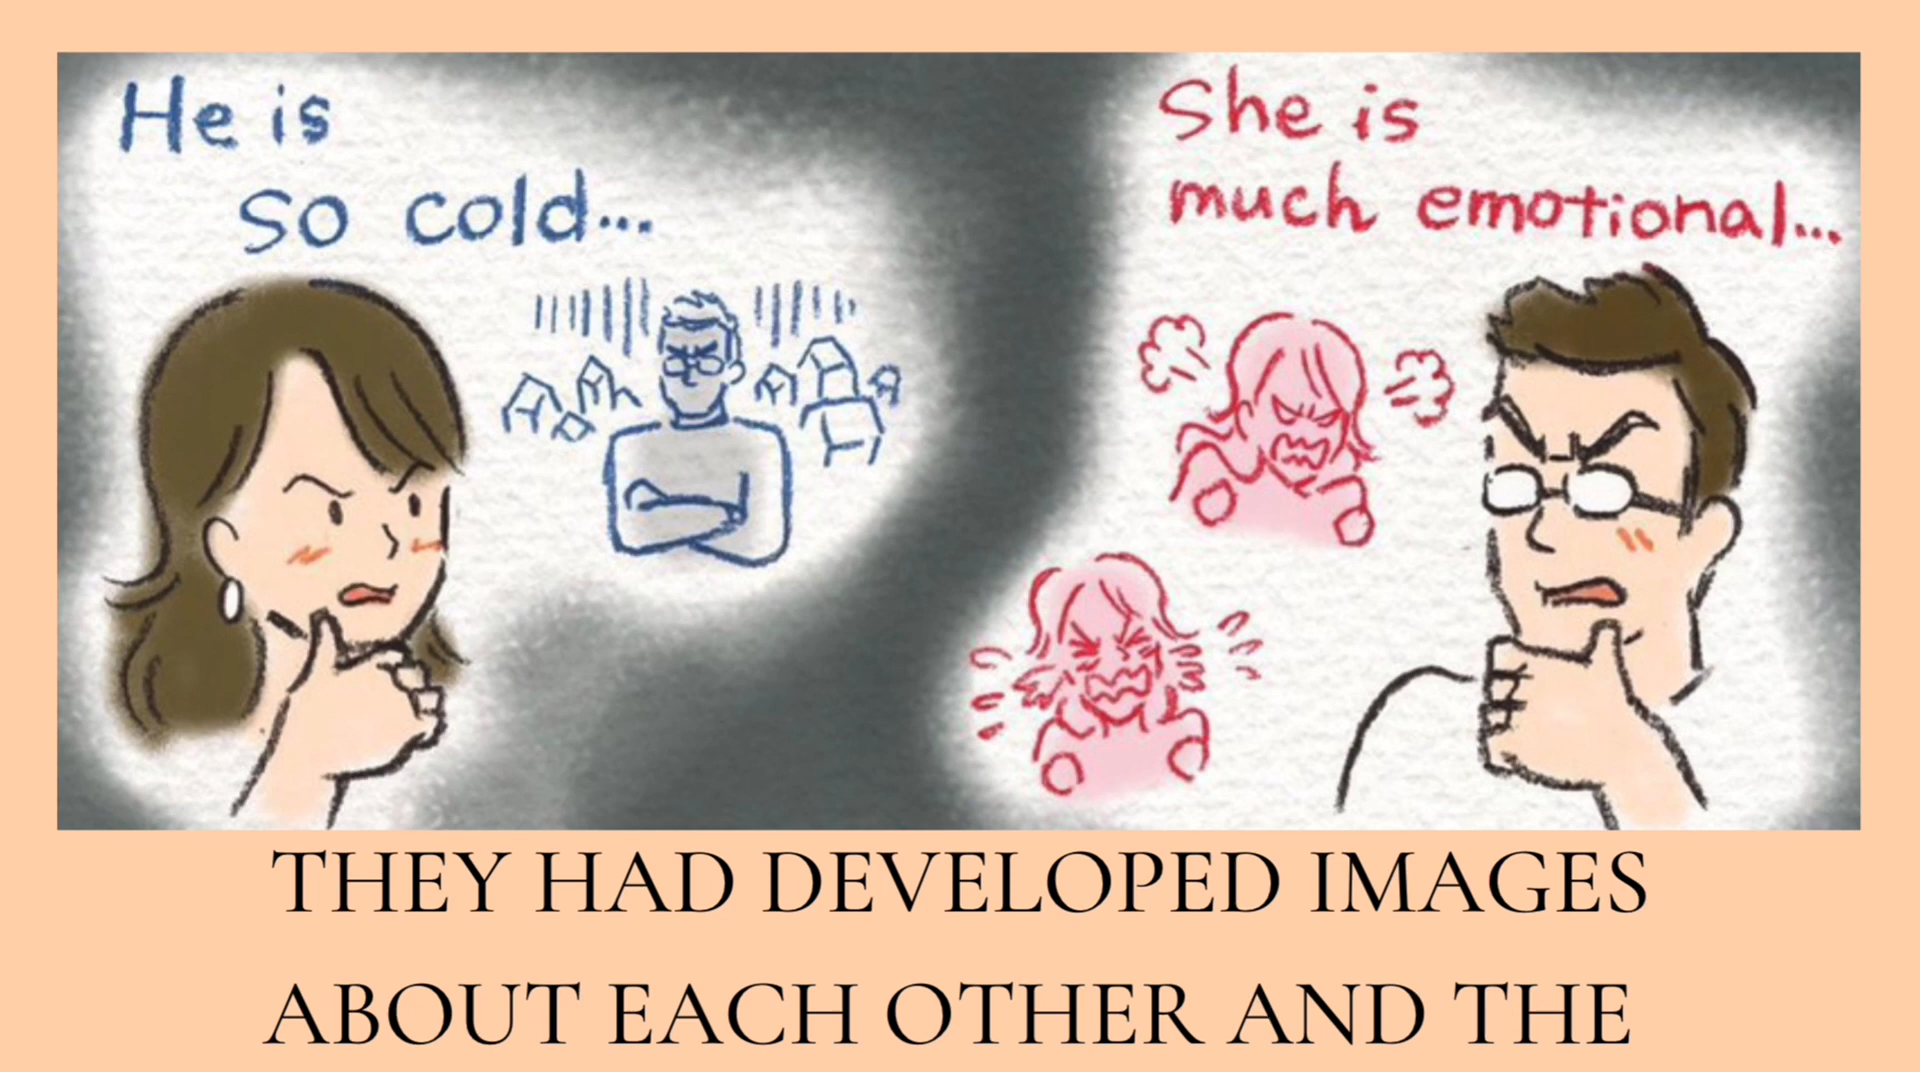 He is
so cold...
She is
much emotional...
THEY HAD DEVELOPED IMAGES
ABOUT EACH OTHER AND THE